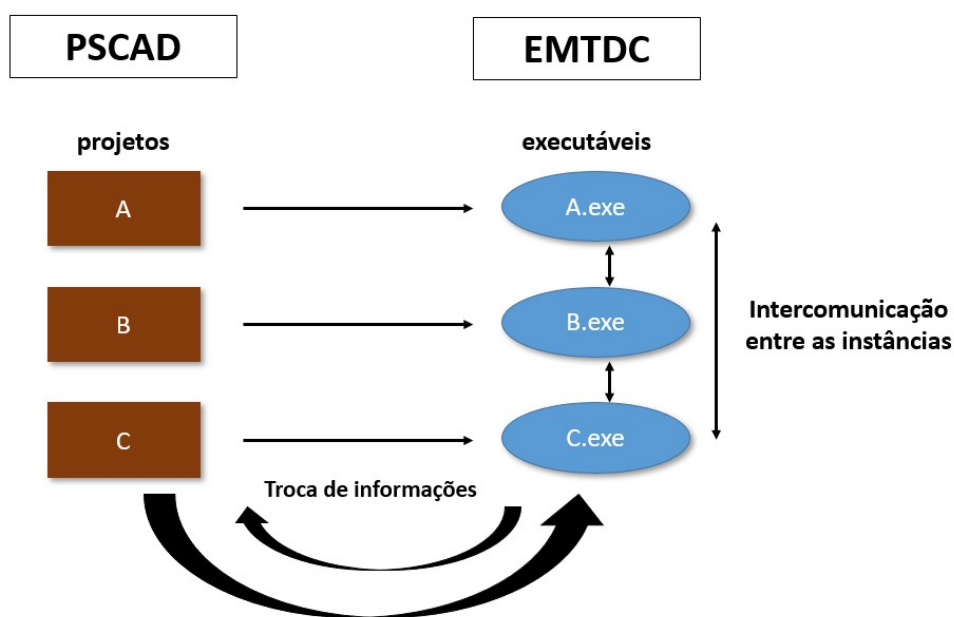 PSCAD
EMTDC
projetos
executáveis
A
A.exe
B
B.exe
Intercomunicação
entre as instâncias
C
C.exe
Troca de informações